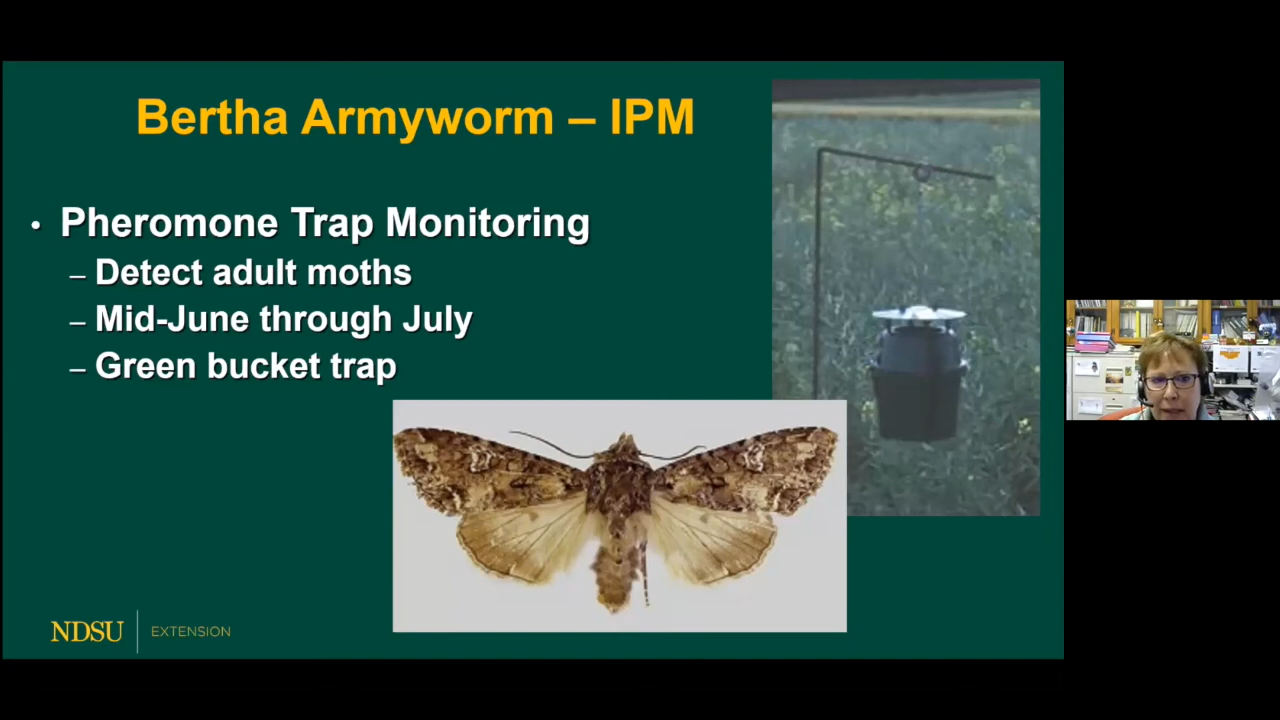 Bertha Armyworm – IPM
• Pheromone Trap Monitoring
– Detect adult moths
– Mid-June through July
– Green bucket trap
NDSU EXTENSION